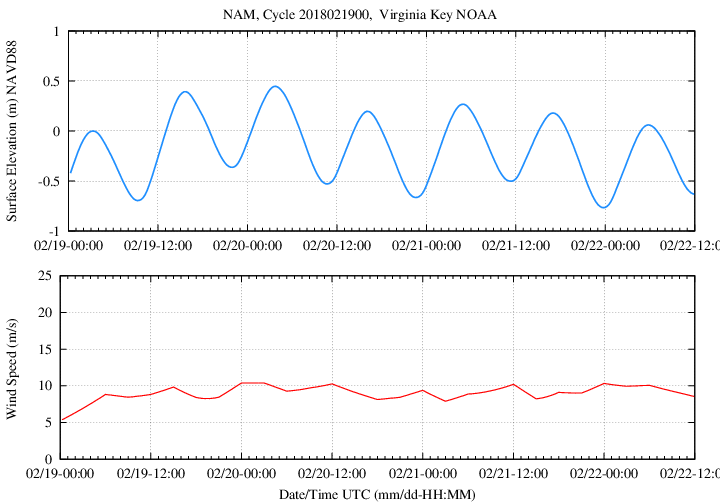 NAM, Cycle 2018021900,  Virginia Key NOAA
Surface Elevation (m) NAVD88
1
0.5
0
-0.5
-1
02/19-00:00 02/19-12:00 02/20-00:00 02/20-12:00 02/21-00:00 02/21-12:00 02/22-00:00 02/22-12:0
Wind Speed (m/s)
25
20
15
10
5
0
02/19-00:00 02/19-12:00 02/20-00:00 02/20-12:00 02/21-00:00 02/21-12:00 02/22-00:00 02/22-12:0
Date/Time UTC (mm/dd-HH:MM)